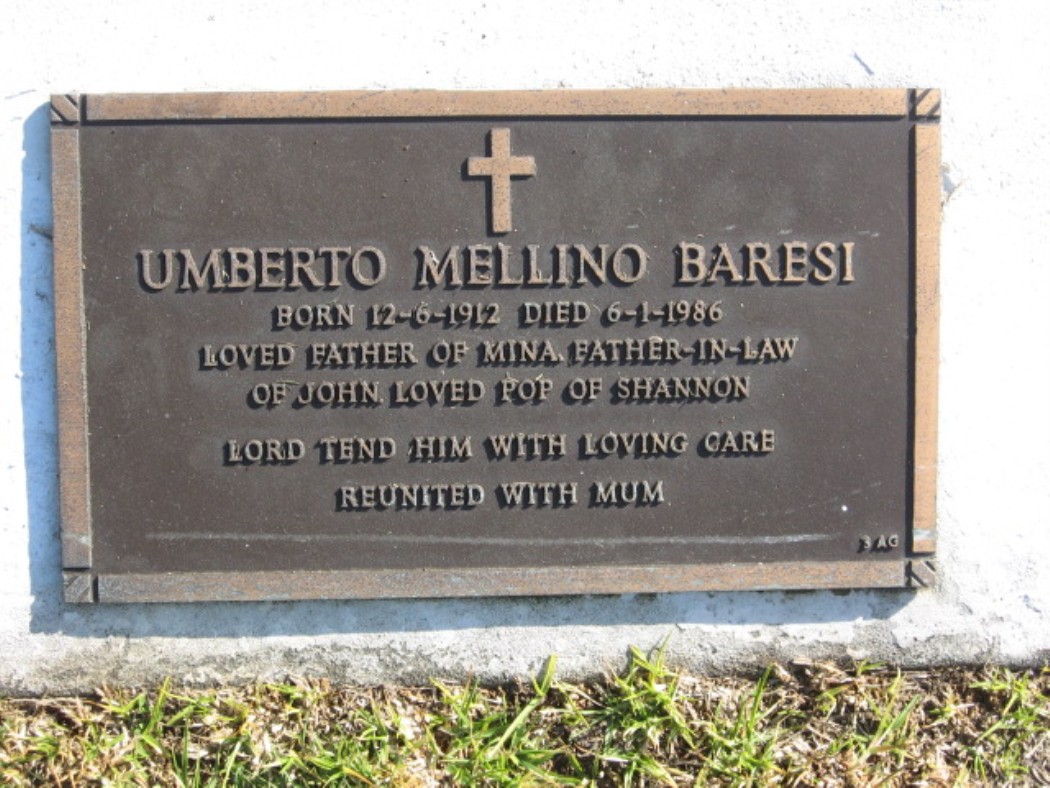 UMBERTO MELLINO BARESI
BORN 12-6-1912 DIED 6-1-1986
LOVED FATHER OF MINA. FATHER-IN-LAW
OF JOHN. LOVED POP OF SHANNON
LORD TEND HIM WITH LOVING CARE
REUNITED WITH MUM
3 AG